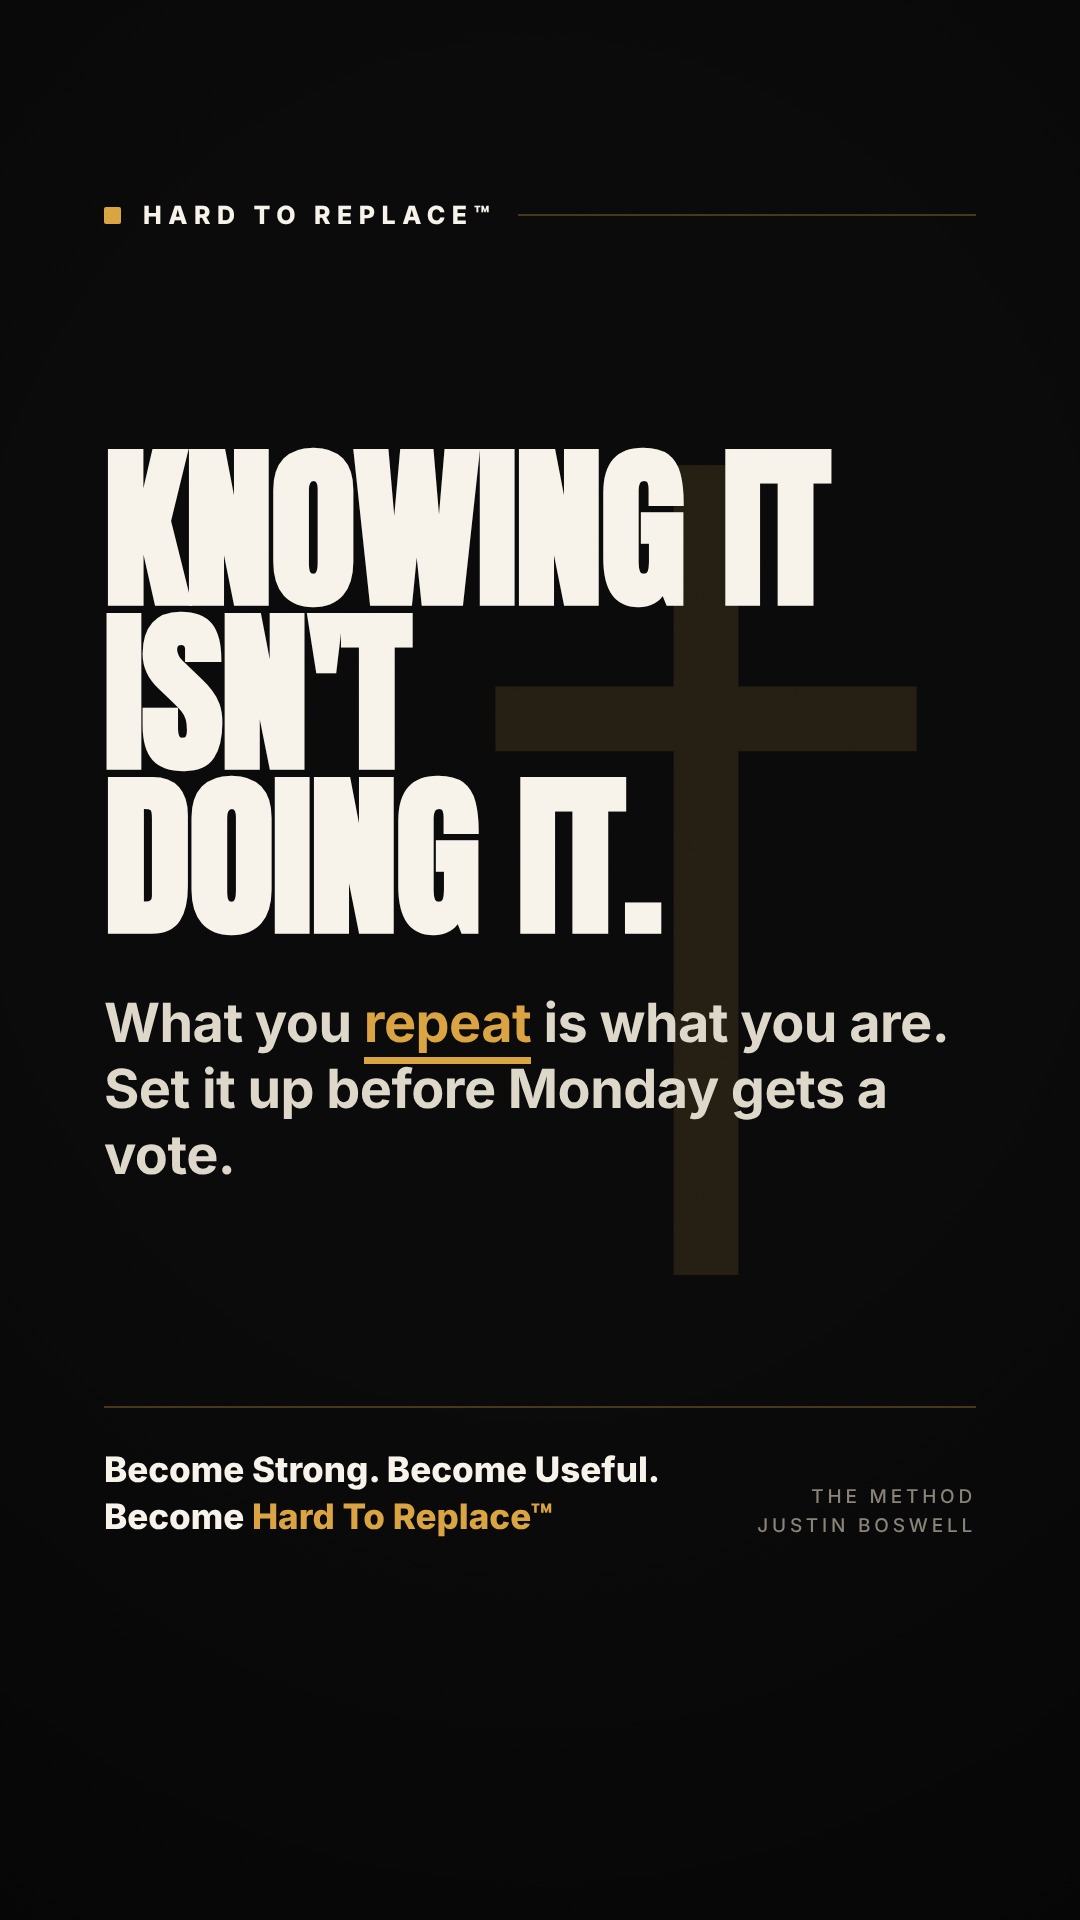 HARD TO REPLACE™
KNOWING IT
ISN'T
DOING IT.
What you repeat is what you are.
Set it up before Monday gets a
vote.
Become Strong. Become Useful.
Become Hard To Replace™
THE METHOD
JUSTIN BOSWELL